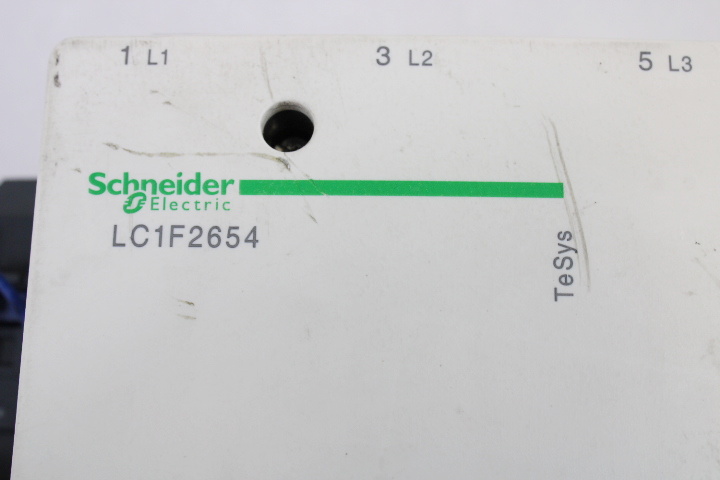 1 L1 3 L2 5 L3
Schneider
Electric
LC1F2654
TeSys